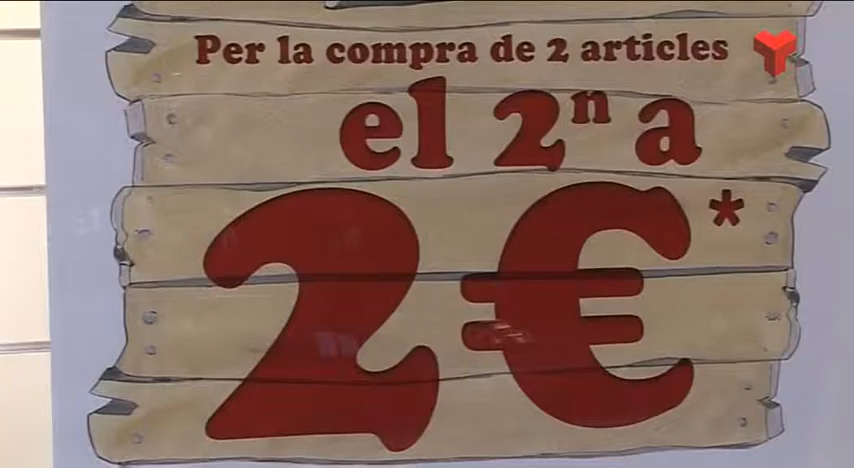 Per la compra de 2 articles
el 2n a
2€*